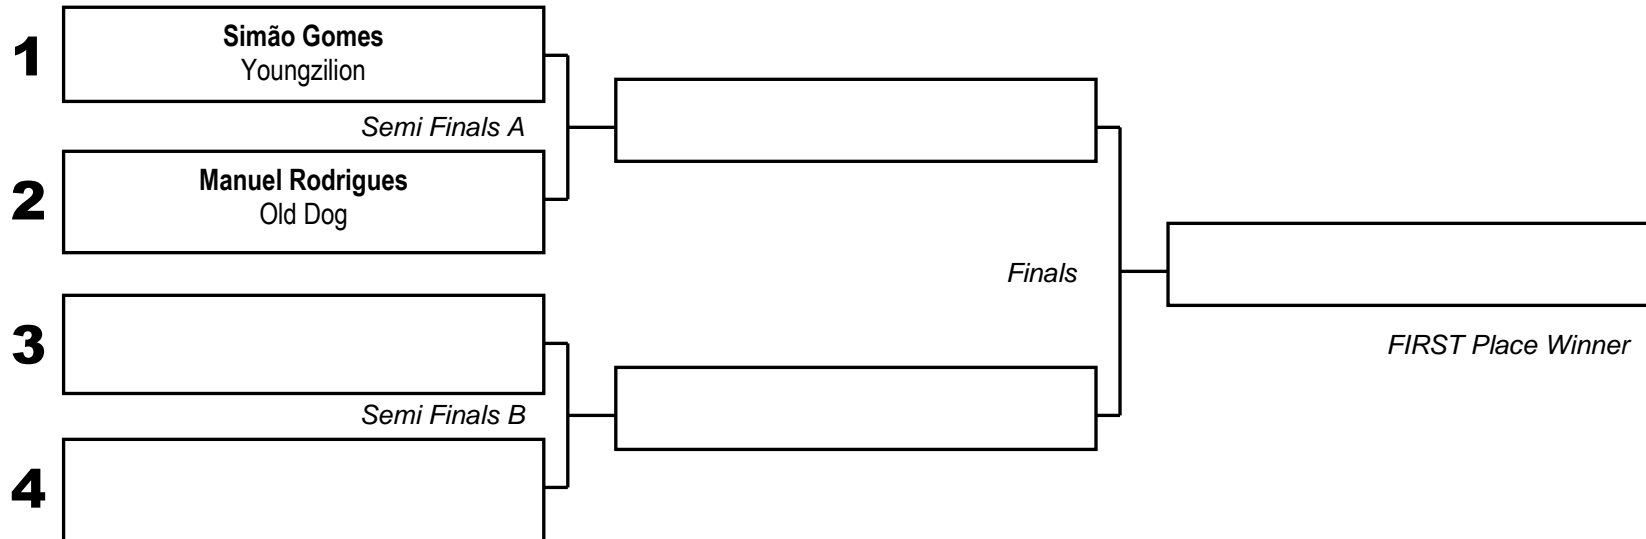 1
Simão Gomes
Youngzilion
Semi Finals A
2
Manuel Rodrigues
Old Dog
Finals
3
FIRST Place Winner
Semi Finals B
4